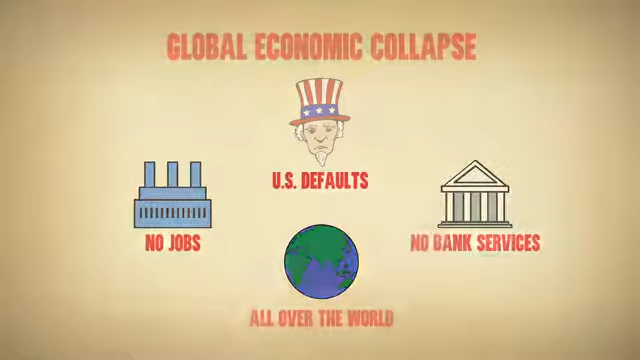 GLOBAL ECONOMIC COLLAPSE
U.S. DEFAULTS
NO JOBS
NO BANK SERVICES
ALL OVER THE WORLD